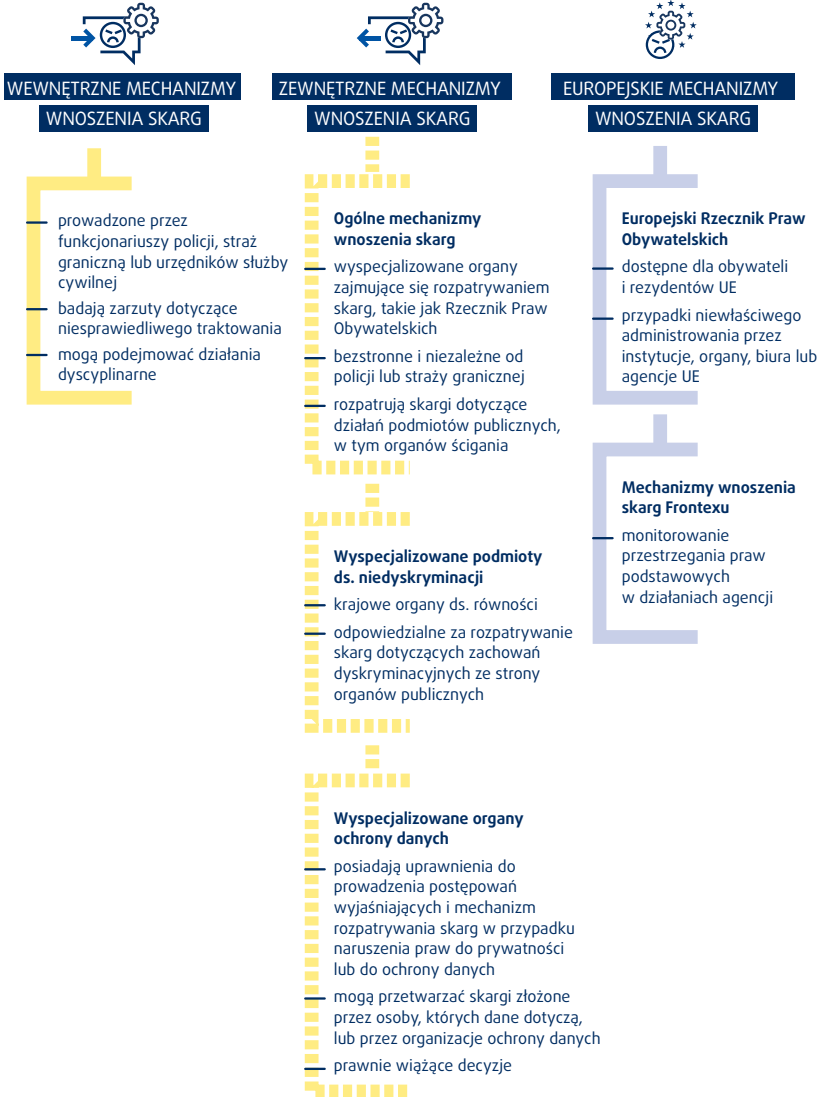 WEWNĘTRZNE MECHANIZMY
WNOSZENIA SKARG
prowadzone przez
funkcjonariuszy policji, straż
graniczną lub urzędników służby
cywilnej
badają zarzuty dotyczące
niesprawiedliwego traktowania
mogą podejmować działania
dyscyplinarne
ZEWNĘTRZNE MECHANIZMY
WNOSZENIA SKARG
Ogólne mechanizmy
wnoszenia skarg
wyspecjalizowane organy
zajmujące się rozpatrywaniem
skarg, takie jak Rzecznik Praw
Obywatelskich
bezstronne i niezależne od
policji lub straży granicznej
rozpatrują skargi dotyczące
działań podmiotów publicznych,
w tym organów ścigania
Wyspecjalizowane podmioty
ds. niedyskryminacji
krajowe organy ds. równości
odpowiedzialne za rozpatrywanie
skarg dotyczących zachowań
dyskryminacyjnych ze strony
organów publicznych
Wyspecjalizowane organy
ochrony danych
posiadają uprawnienia do
prowadzenia postępowań
wyjaśniających i mechanizm
rozpatrywania skarg w przypadku
naruszenia praw do prywatności
lub do ochrony danych
mogą przetwarzać skargi złożone
przez osoby, których dane dotyczą,
lub przez organizacje ochrony danych
prawnie wiążące decyzje
EUROPEJSKIE MECHANIZMY
WNOSZENIA SKARG
Europejski Rzecznik Praw
Obywatelskich
dostępne dla obywateli
i rezydentów UE
przypadki niewłaściwego
administrowania przez
instytucje, organy, biura lub
agencje UE
Mechanizmy wnoszenia
skarg Frontexu
monitorowanie
przestrzegania praw
podstawowych
w działaniach agencji